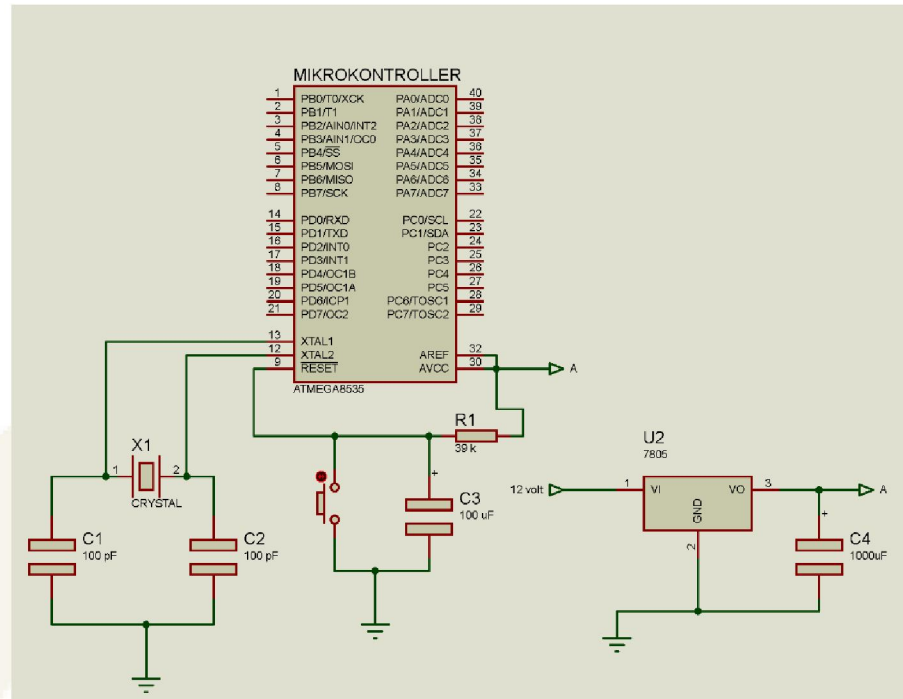 MIKROKONTROLLER
1 PB0/T0/XCK PA0/ADC0 40
2 PB1/T1 PA1/ADC1 39
3 PB2/AIN0/INT2 PA2/ADC2 38
4 PB3/AIN1/OC0 PA3/ADC3 37
5 PB4/SS PA4/ADC4 36
6 PB5/MOSI PA5/ADC5 35
7 PB6/MISO PA6/ADC6 34
8 PB7/SCK PA7/ADC7 33
14 PD0/RXD PC0/SCL 22
15 PD1/TXD PC1/SDA 23
16 PD2/INT0 PC2 24
17 PD3/INT1 PC3 25
18 PD4/OC1B PC4 26
19 PD5/OC1A PC5 27
20 PD6/ICP1 PC6/TOSC1 28
21 PD7/OC2 PC7/TOSC2 29
13 XTAL1
12 XTAL2 AREF 32
9 RESET AVCC 30
A
ATMEGA8535
R1
39 k
X1
1 2
CRYSTAL
C1
100 pF
C2
100 pF
+
C3
100 uF
U2
7805
12 volt
1 VI VO 3
GND
2
A
+
C4
1000uF